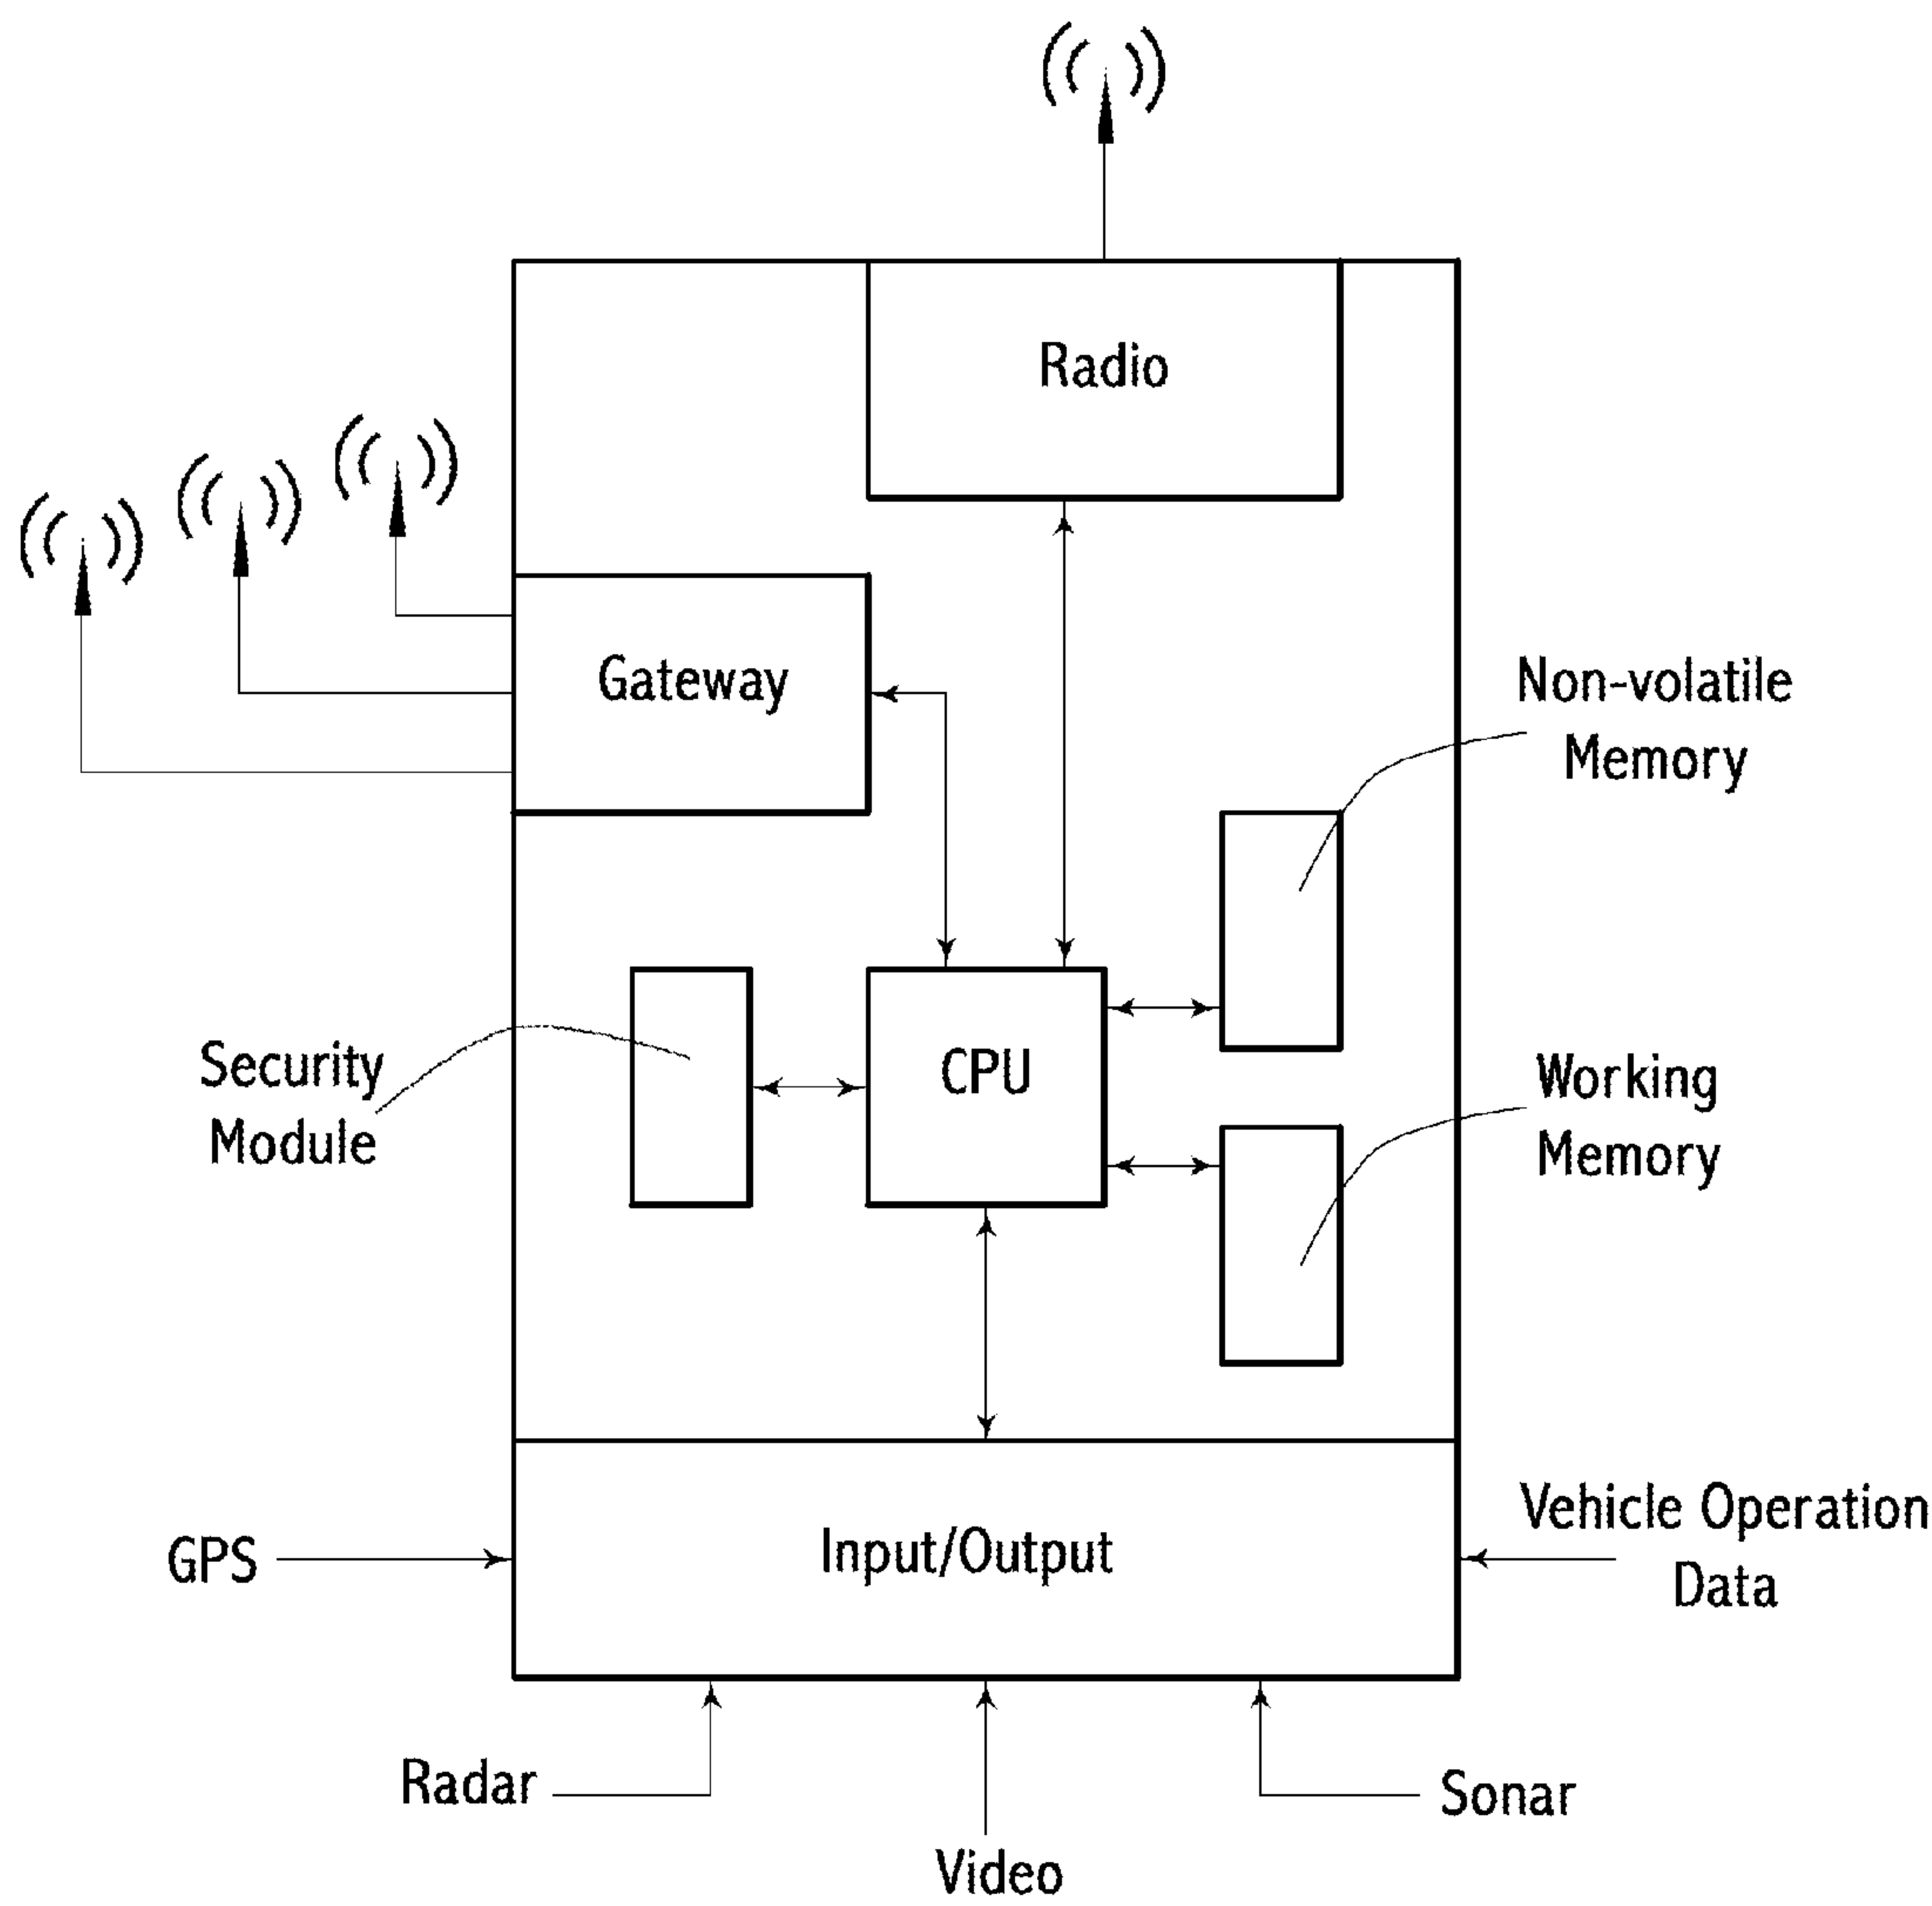 Radio
Gateway
Non-volatile
Memory
Security
Module
CPU
Working
Memory
GPS
Input/Output
Vehicle Operation
Data
Radar
Video
Sonar